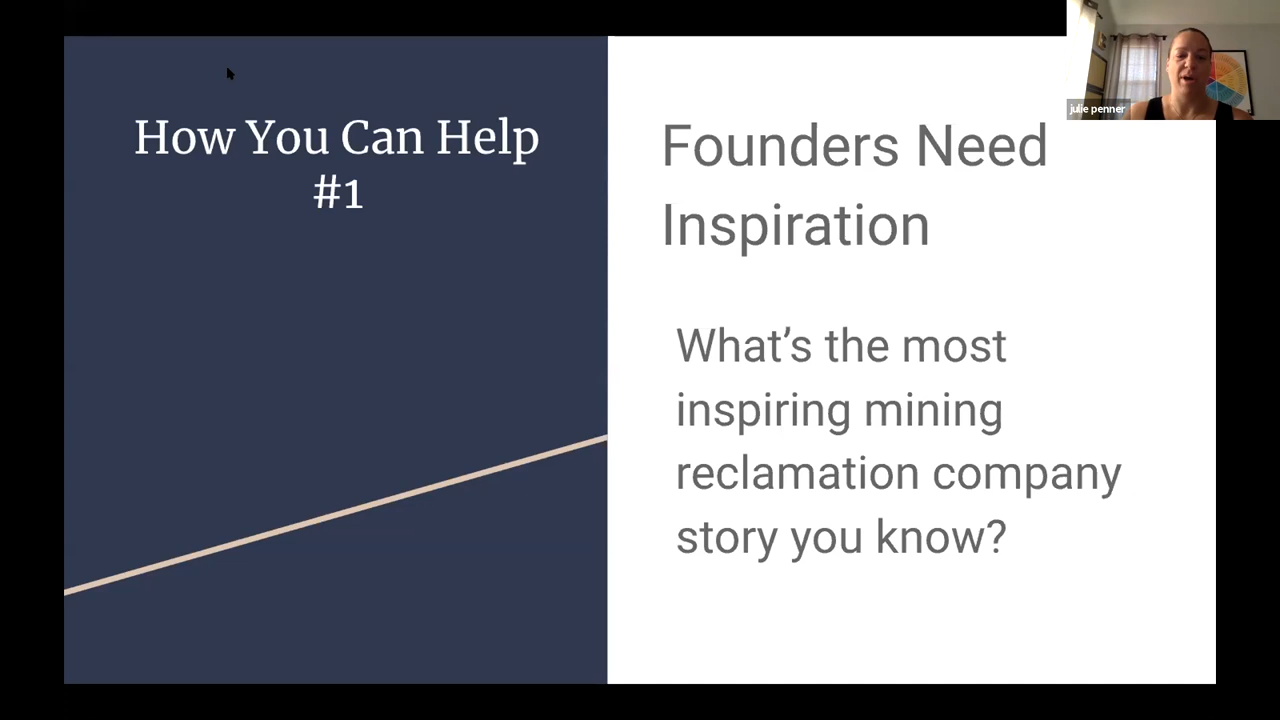 How You Can Help
#1
Founders Need
Inspiration
What’s the most
inspiring mining
reclamation company
story you know?
julie penner